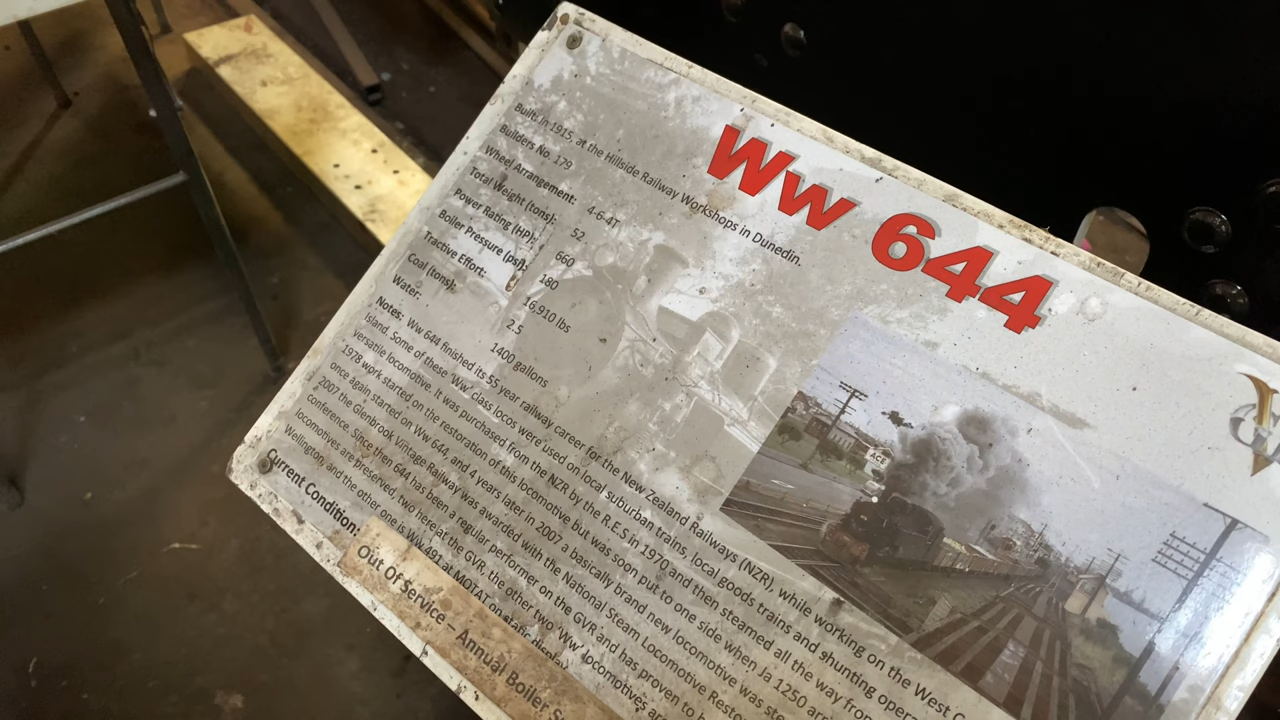 Ww 644
Built: In 1915, at the Hillside Railway Workshops in Dunedin.
Builders No. 179
Wheel Arrangement: 4-6-4T
Total Weight (tons): 52
Power Rating (HP): 660
Boiler Pressure (psi): 180
Tractive Effort: 16,910 lbs
Coal (tons): 2.5
Water: 1400 gallons
Notes: Ww 644 finished its 55 year railway career for the New Zealand Railways (NZR), while working on the West
Island. Some of these 'Ww' class locos were used on local suburban trains, local goods trains and shunting
versatile locomotive. It was purchased from the NZR by the R.E.S in 1970 and then steamed all the way from
1978 work started on the restoration of this locomotive but was soon put to one side when Ja 1250
once again started on Ww 644, and 4 years later in 2007 a basically brand new locomotive was
2007 the Glenbrook Village Railway was awarded with the National Steam Locomotive
conference. Since then 644 has been a regular performer on the GVR and has proven to
locomotives are preserved, two here at the GVR, the other two 'Ww' locomotives
Wellington, and the other one is Ww 491 at MOTAT on static display
Current Condition:
Out Of Service – Annual Boiler
ACE